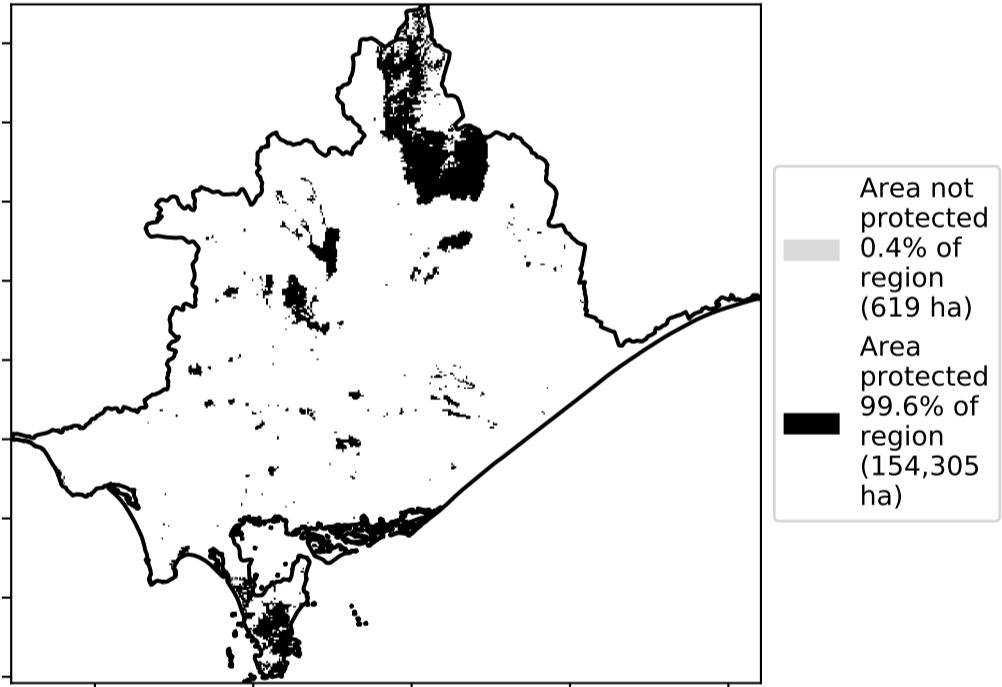 Area not
protected
0.4% of
region
(619 ha)
Area
protected
99.6% of
region
(154,305
ha)